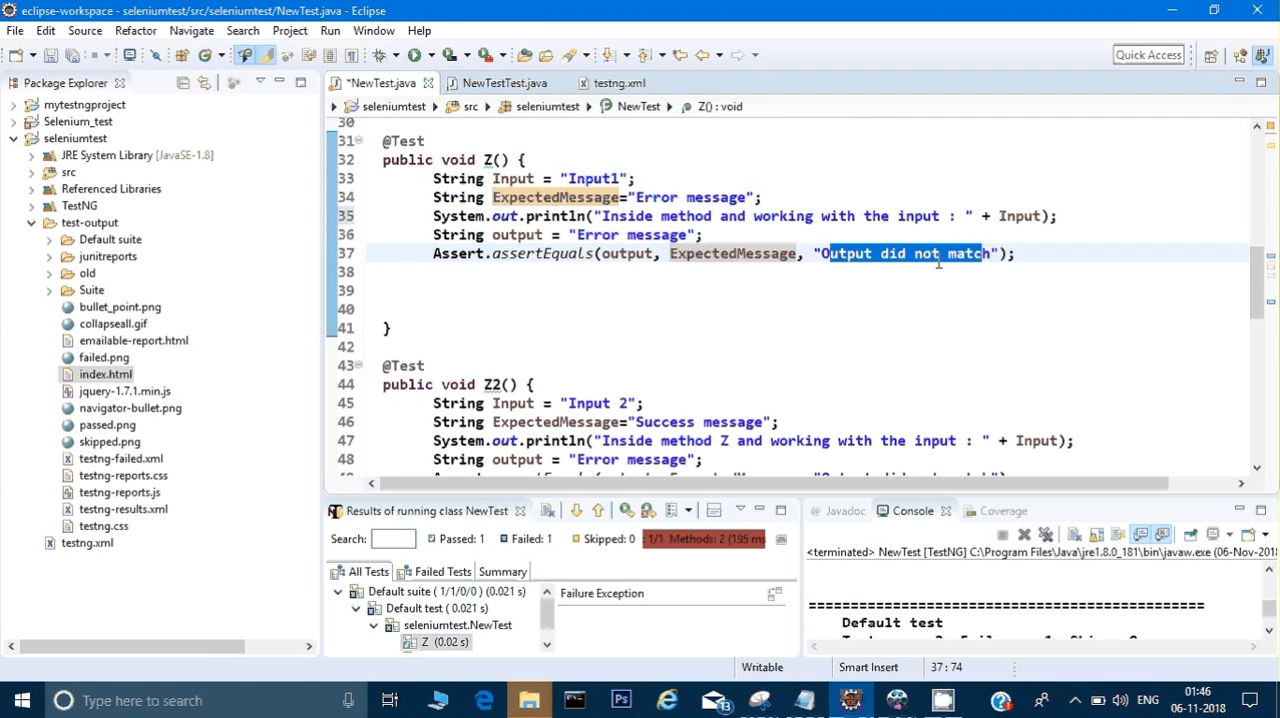 eclipse-workspace - seleniumtest/src/seleniumtest/NewTest.java - Eclipse
File Edit Source Refactor Navigate Search Project Run Window Help
Quick Access
Package Explorer
*NewTest.java NewTestTest.java testng.xml
seleniumtest src seleniumtest NewTest Z() : void
mytestngproject
Selenium_test
seleniumtest
JRE System Library [JavaSE-1.8]
src
Referenced Libraries
TestNG
test-output
Default suite
junitreports
old
Suite
bullet_point.png
collapseall.gif
emailable-report.html
failed.png
index.html
jquery-1.7.1.min.js
navigator-bullet.png
passed.png
skipped.png
testng-failed.xml
testng-reports.css
testng-reports.js
testng-results.xml
testng.css
testng.xml
30
31 @Test
32 public void Z() {
33 String Input = "Input1";
34 String ExpectedMessage="Error message";
35 System.out.println("Inside method and working with the input : " + Input);
36 String output = "Error message";
37 Assert.assertEquals(output, ExpectedMessage, "Output did not match");
38
39
40
41 }
42
43 @Test
44 public void Z2() {
45 String Input = "Input 2";
46 String ExpectedMessage="Success message";
47 System.out.println("Inside method Z and working with the input : " + Input);
48 String output = "Error message";
Results of running class NewTest
Search: Passed: 1 Failed: 1 Skipped: 0 : 1/1 Methods: 2 (195 ms
All Tests Failed Tests Summary
Default suite ( 1/1/0/0 ) (0.021 s)
Default test ( 0.021 s)
seleniumtest.NewTest
Z (0.02 s)
Failure Exception
Javadoc Console Coverage
<terminated> NewTest [TestNG] C:\Program Files\Java\jre1.8.0_181\bin\javaw.exe (06-Nov-2018
===============================================
Default test
Writable Smart Insert 37 : 74
Type here to search
13
ENG
01:46
06-11-2018